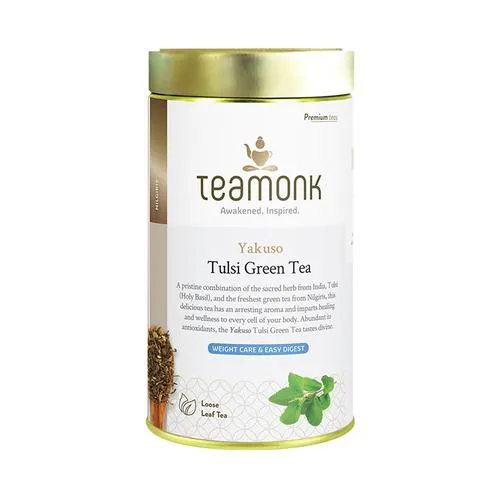 Premium teas
NILGIRIS
teamonk
Awakened. Inspired.
Yakuso
Tulsi Green Tea
A pristine combination of the sacred herb from India, Tulsi
(Holy Basil), and the freshest green tea from Nilgiris, this
delicious tea has an arresting aroma and imparts healing
and wellness to every cell of your body. Abundant in
antioxidants, the Yakuso Tulsi Green Tea tastes divine.
WEIGHT CARE & EASY DIGEST
Loose
Leaf Tea